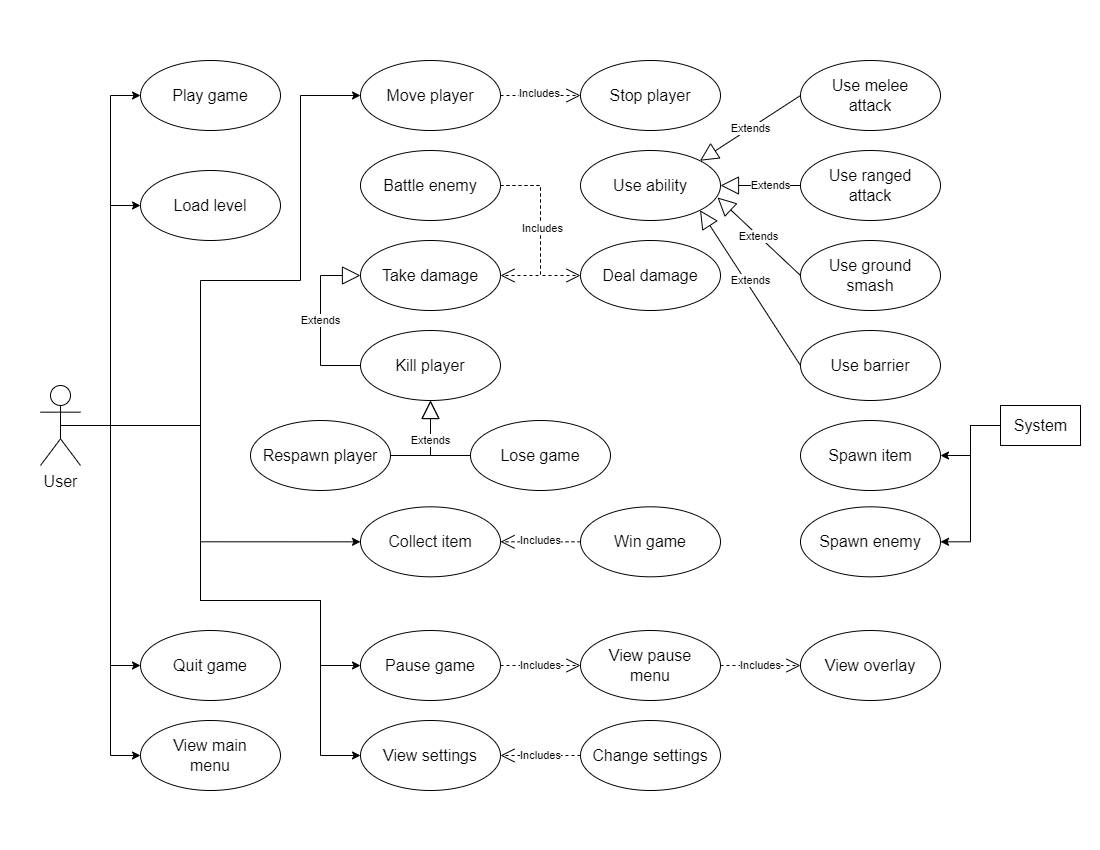 Play game
Move player
Includes
Stop player
Use melee
attack
Extends
Load level
Battle enemy
Use ability
Extends
Use ranged
attack
Includes
Extends
Take damage
Deal damage
Extends
Use ground
smash
Extends
Kill player
Use barrier
User
Extends
Respawn player
Lose game
Spawn item
System
Collect item
Includes
Win game
Spawn enemy
Quit game
Pause game
Includes
View pause
menu
Includes
View overlay
View main
menu
View settings
Includes
Change settings